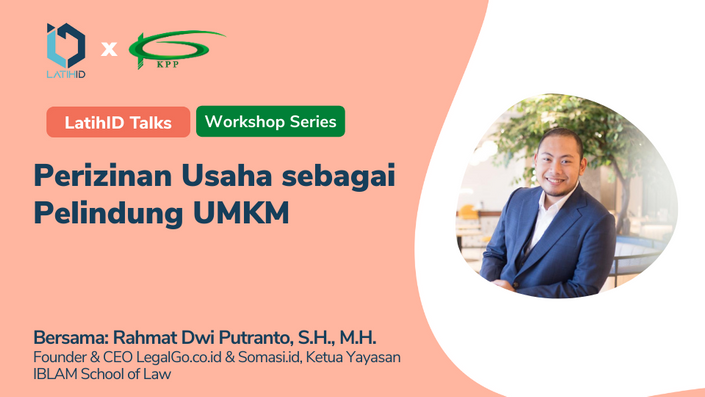 LATIHID
x
KPP
LatihID Talks
Workshop Series
Perizinan Usaha sebagai
Pelindung UMKM
Bersama: Rahmat Dwi Putranto, S.H., M.H.
Founder & CEO LegalGo.co.id & Somasi.id, Ketua Yayasan
IBLAM School of Law